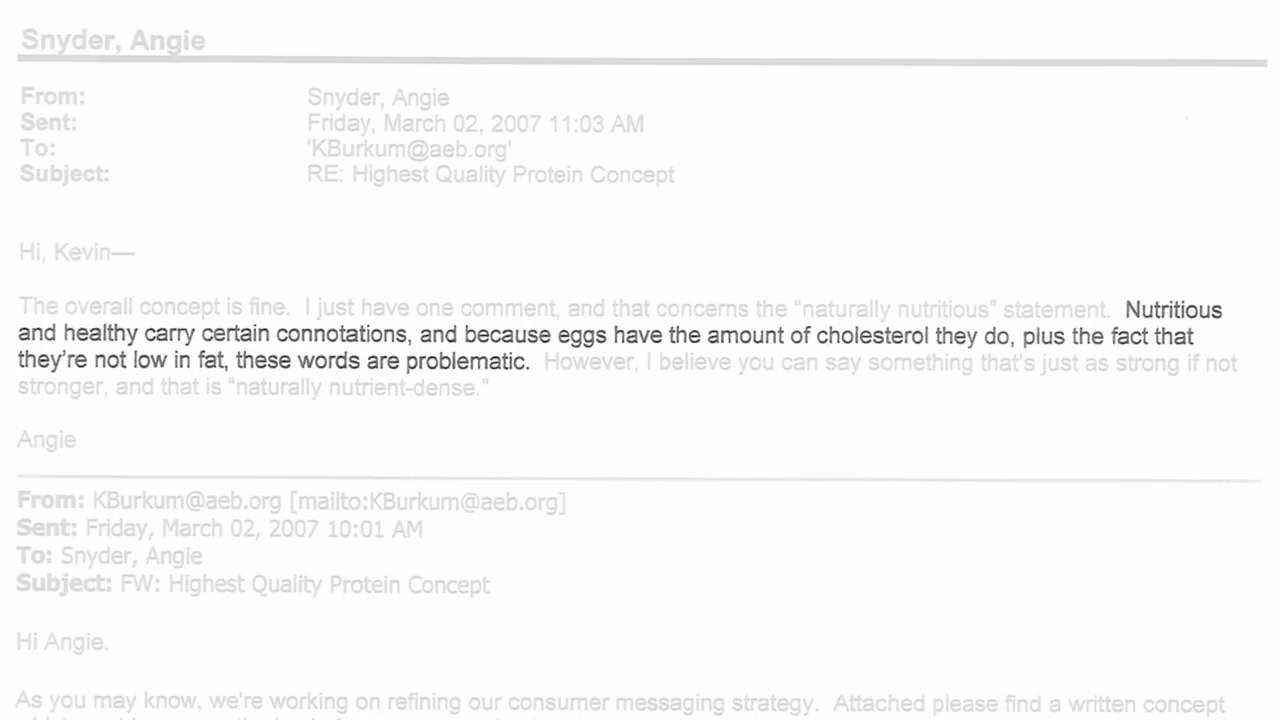 Snyder, Angie
From: Snyder, Angie
Sent: Friday, March 02, 2007 11:03 AM
To: 'KBurkum@aeb.org'
Subject: RE: Highest Quality Protein Concept
Hi, Kevin—
The overall concept is fine.  I just have one comment, and that concerns the “naturally nutritious” statement.  Nutritious
and healthy carry certain connotations, and because eggs have the amount of cholesterol they do, plus the fact that
they’re not low in fat, these words are problematic.  However, I believe you can say something that’s just as strong if not
stronger, and that is “naturally nutrient-dense.”
Angie
From: KBurkum@aeb.org [mailto:KBurkum@aeb.org]
Sent: Friday, March 02, 2007 10:01 AM
To: Snyder, Angie
Subject: FW: Highest Quality Protein Concept
Hi Angie.
As you may know, we're working on refining our consumer messaging strategy.  Attached please find a written concept